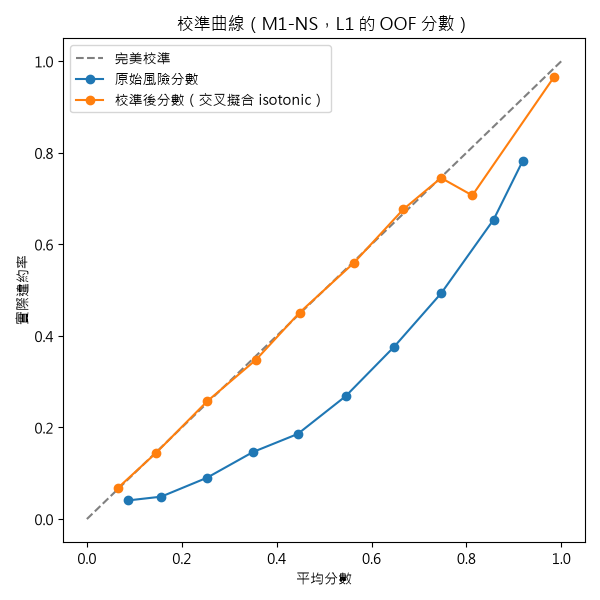 校準曲線（M1-NS，L1 的 OOF 分數）
完美校準
原始風險分數
校準後分數（交叉擬合 isotonic）
1.0
0.8
0.6
0.4
0.2
0.0
實際違約率
0.0 0.2 0.4 0.6 0.8 1.0
平均分數